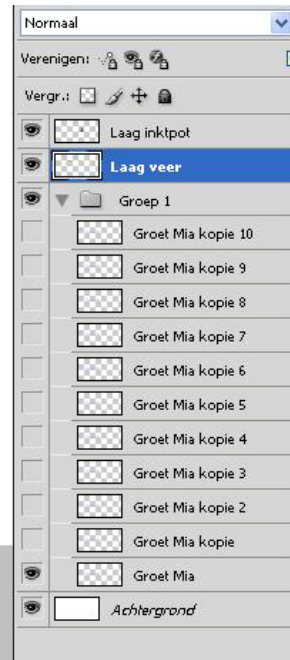 Normaal
Verenigen:
Vergr.:
Laag inktpot
Laag veer
Groep 1
Groet Mia kopie 10
Groet Mia kopie 9
Groet Mia kopie 8
Groet Mia kopie 7
Groet Mia kopie 6
Groet Mia kopie 5
Groet Mia kopie 4
Groet Mia kopie 3
Groet Mia kopie 2
Groet Mia kopie
Groet Mia
Achtergrond